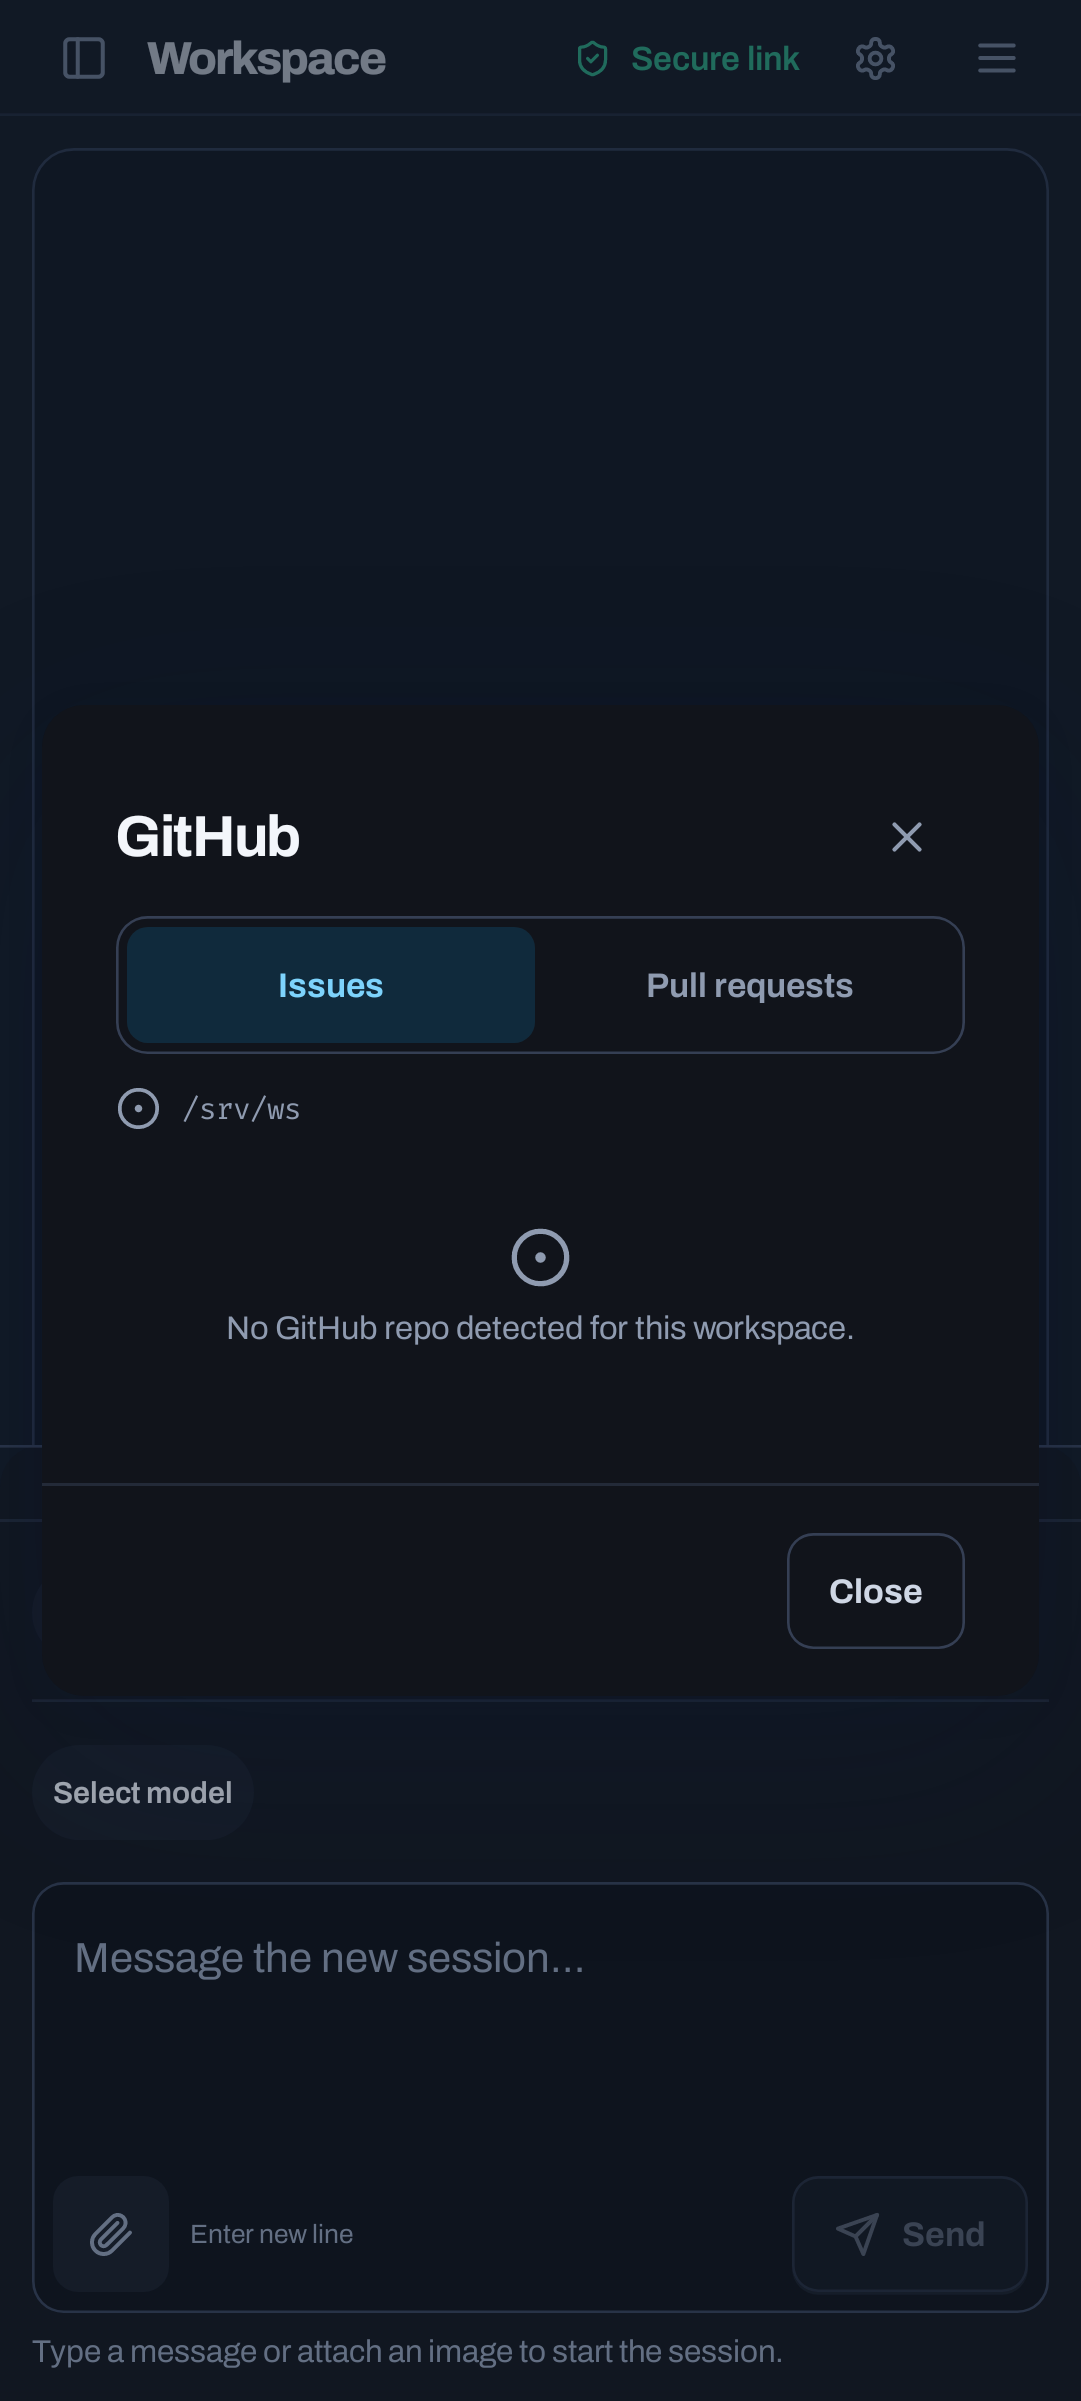 Workspace
Secure link
GitHub
Issues
Pull requests
/srv/ws
No GitHub repo detected for this workspace.
Close
Select model
Message the new session...
Enter new line
Send
Type a message or attach an image to start the session.